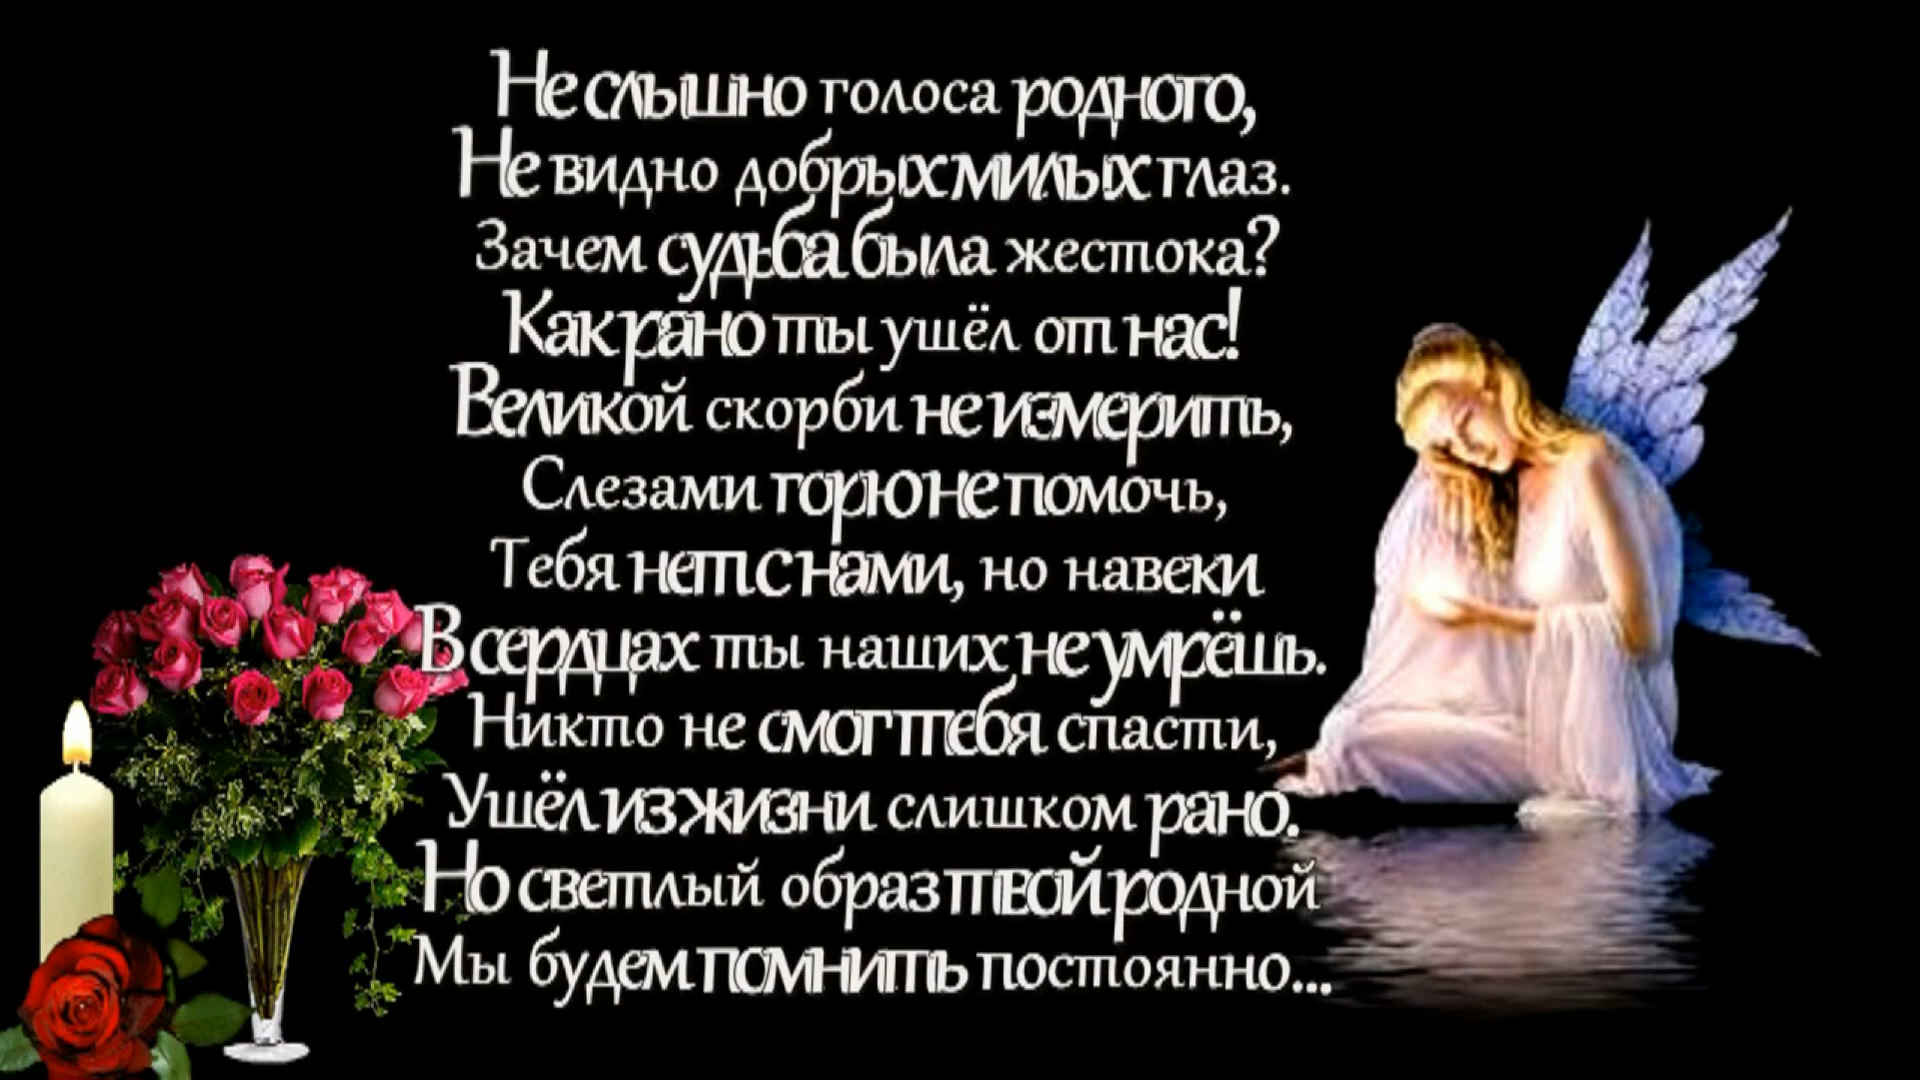 Не слышно голоса родного,
Не видно добрых милых глаз.
Зачем судьба была жестока?
Как рано ты ушёл от нас!
Великой скорби не измерить,
Слезами горю не помочь,
Тебя нет с нами, но навеки
В сердцах ты наших не умрёшь.
Никто не смог тебя спасти,
Ушёл из жизни слишком рано.
Но светлый образ твой родной
Мы будем помнить постоянно...